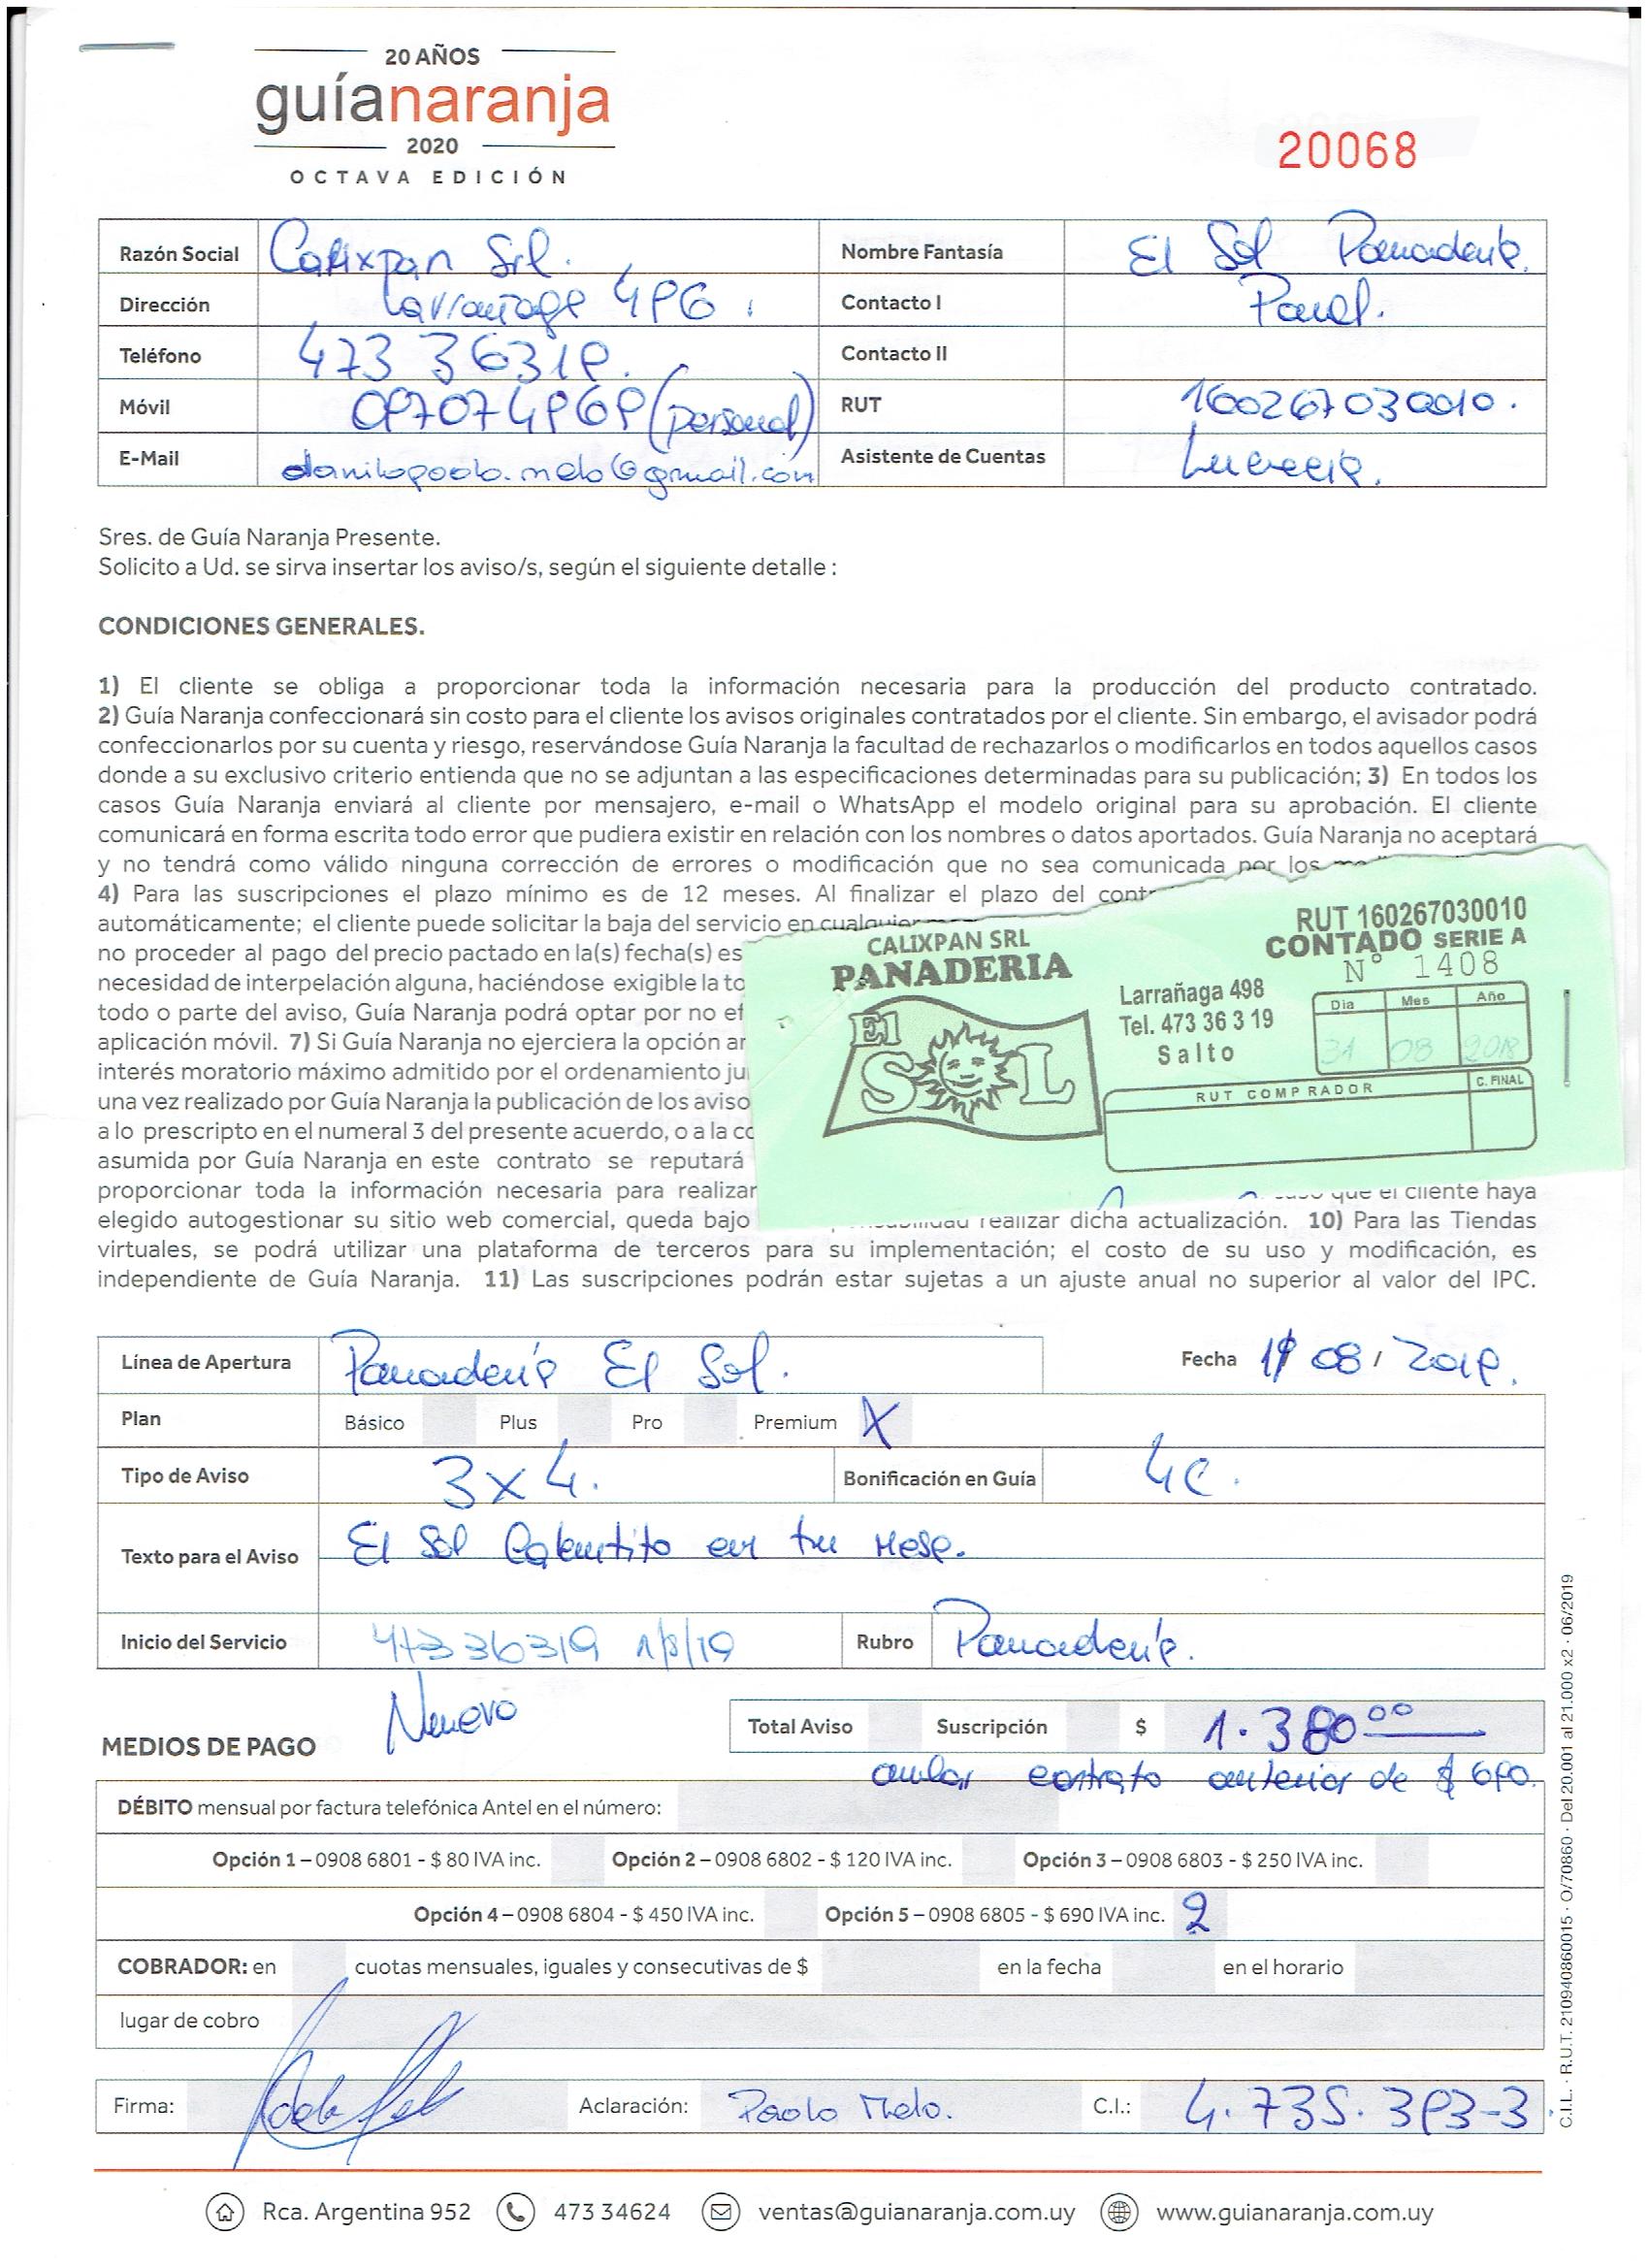 20 AÑOS
guíanaranja
2020
OCTAVA EDICIÓN
20068
Razón Social Calixpan Srl. Nombre Fantasía El Sol Panadería.
Dirección Larrañaga 496. Contacto I
Teléfono 473 36319. Contacto II
Móvil 097074969 (personal) RUT 160267030010.
E-Mail danilopaolo.melo@gmail.com Asistente de Cuentas Lucrecia.
Sres. de Guía Naranja Presente.
Solicito a Ud. se sirva insertar los aviso/s, según el siguiente detalle :
CONDICIONES GENERALES.
1) El cliente se obliga a proporcionar toda la información necesaria para la producción del producto contratado.
2) Guía Naranja confeccionará sin costo para el cliente los avisos originales contratados por el cliente. Sin embargo, el avisador podrá
confeccionarlos por su cuenta y riesgo, reservándose Guía Naranja la facultad de rechazarlos o modificarlos en todos aquellos casos
donde a su exclusivo criterio entienda que no se adjuntan a las especificaciones determinadas para su publicación; 3) En todos los
casos Guía Naranja enviará al cliente por mensajero, e-mail o WhatsApp el modelo original para su aprobación. El cliente
comunicará en forma escrita todo error que pudiera existir en relación con los nombres o datos aportados. Guía Naranja no aceptará
y no tendrá como válido ninguna corrección de errores o modificación que no sea comunicada por los
4) Para las suscripciones el plazo mínimo es de 12 meses. Al finalizar el plazo del cont
automáticamente; el cliente puede solicitar la baja del servicio en cualquier
no proceder al pago del precio pactado en la(s) fecha(s) es
necesidad de interpelación alguna, haciéndose exigible la to
todo o parte del aviso, Guía Naranja podrá optar por no ef
aplicación móvil. 7) Si Guía Naranja no ejerciera la opción an
interés moratorio máximo admitido por el ordenamiento ju
una vez realizado por Guía Naranja la publicación de los aviso
a lo prescripto en el numeral 3 del presente acuerdo, o a la co
asumida por Guía Naranja en este contrato se reputará
proporcionar toda la información necesaria para realizar
que el cliente haya
elegido autogestionar su sitio web comercial, queda bajo realizar dicha actualización. 10) Para las Tiendas
virtuales, se podrá utilizar una plataforma de terceros para su implementación; el costo de su uso y modificación, es
independiente de Guía Naranja. 11) Las suscripciones podrán estar sujetas a un ajuste anual no superior al valor del IPC.
CALIXPAN SRL
PANADERIA
El SOL
Larrañaga 498
Tel. 473 36 3 19
Salto
RUT 160267030010
CONTADO SERIE A
N° 1408
Dia Mes Año
31 08 2018
RUT COMPRADOR C. FINAL
Línea de Apertura Panadería El Sol. Fecha 1/08/2019.
Plan Básico Plus Pro Premium X
Tipo de Aviso 3x4. Bonificación en Guía 4C.
Texto para el Aviso El Sol Calentito en tu Mesa.
Inicio del Servicio 47336319 1/8/19 Rubro Panadería.
Nuevo
MEDIOS DE PAGO
Total Aviso Suscripción $ 1.380 00
anular contrato anterior de $ 690.
DÉBITO mensual por factura telefónica Antel en el número:
Opción 1 – 0908 6801 - $ 80 IVA inc. Opción 2 – 0908 6802 - $ 120 IVA inc. Opción 3 – 0908 6803 - $ 250 IVA inc.
Opción 4 – 0908 6804 - $ 450 IVA inc. Opción 5 – 0908 6805 - $ 690 IVA inc. 2
COBRADOR: en cuotas mensuales, iguales y consecutivas de $ en la fecha en el horario
lugar de cobro
Firma: Aclaración: Paolo Melo. C.I.: 4.735.393-3
Rca. Argentina 952 473 34624 ventas@guianaranja.com.uy www.guianaranja.com.uy
C.I.L. · R.U.T. 210940860015 · O/70860 · Del 20.001 al 21.000 x2 · 06/2019